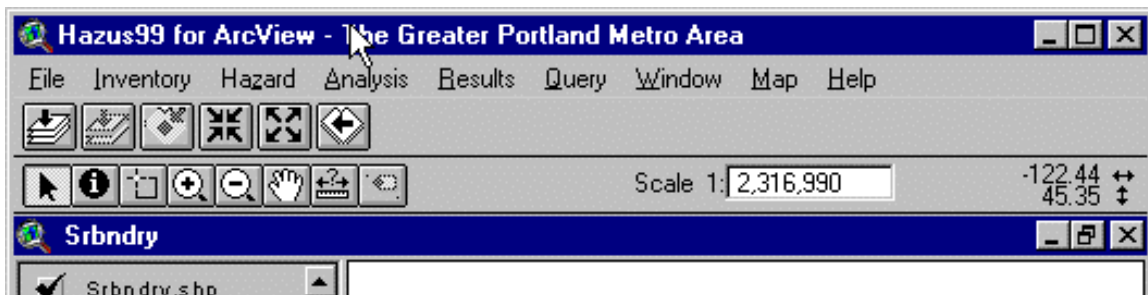 Hazus99 for ArcView - The Greater Portland Metro Area
File Inventory Hazard Analysis Results Query Window Map Help
Scale 1: 2,316,990
-122.44
45.35
Srbndry
Srbndry.shp